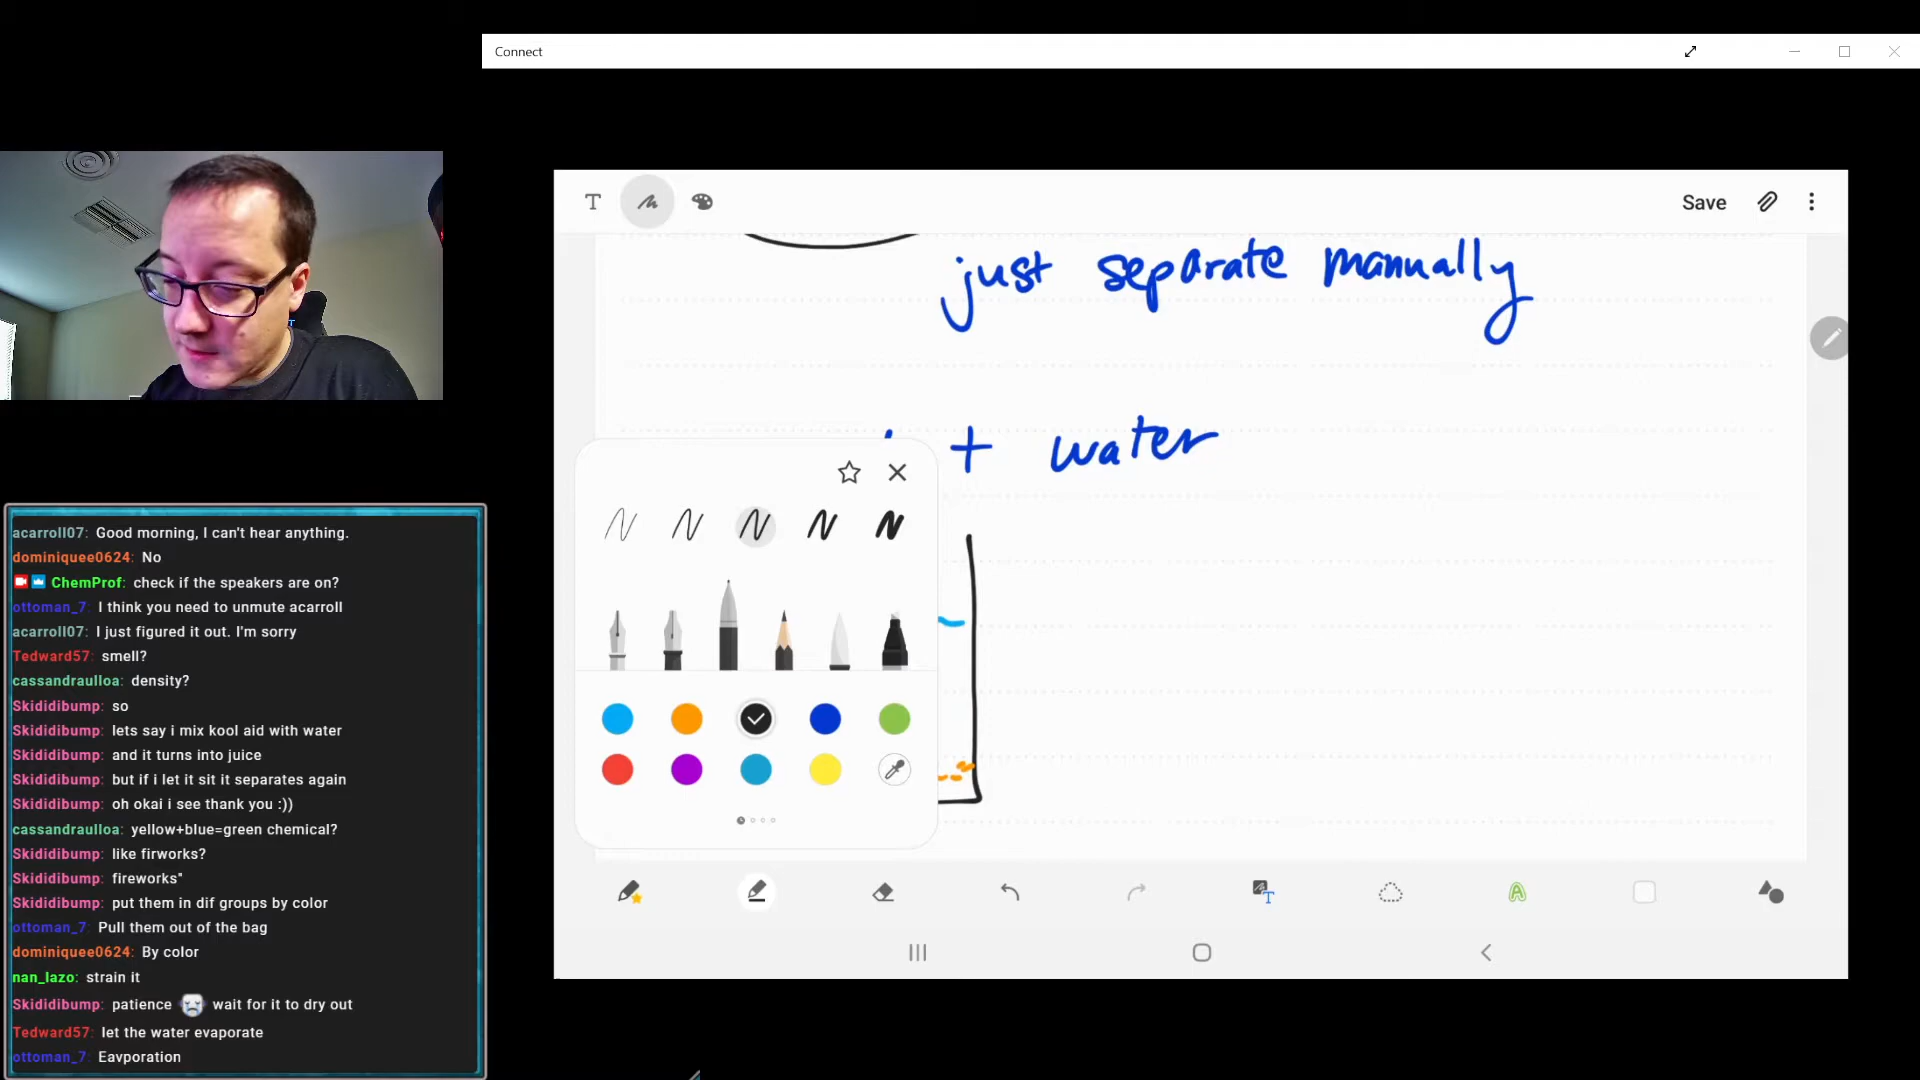 Connect
T
Save
just separate manually
+ water
T
A
acarroll07: Good morning, I can't hear anything.
dominiquee0624: No
ChemProf: check if the speakers are on?
ottoman_7: I think you need to unmute acarroll
acarroll07: I just figured it out. I'm sorry
Tedward57: smell?
cassandraulloa: density?
Skididibump: so
Skididibump: lets say i mix kool aid with water
Skididibump: and it turns into juice
Skididibump: but if i let it sit it separates again
Skididibump: oh okai i see thank you :))
cassandraulloa: yellow+blue=green chemical?
Skididibump: like firworks?
Skididibump: fireworks"
Skididibump: put them in dif groups by color
ottoman_7: Pull them out of the bag
dominiquee0624: By color
nan_lazo: strain it
Skididibump: patience wait for it to dry out
Tedward57: let the water evaporate
ottoman_7: Eavporation